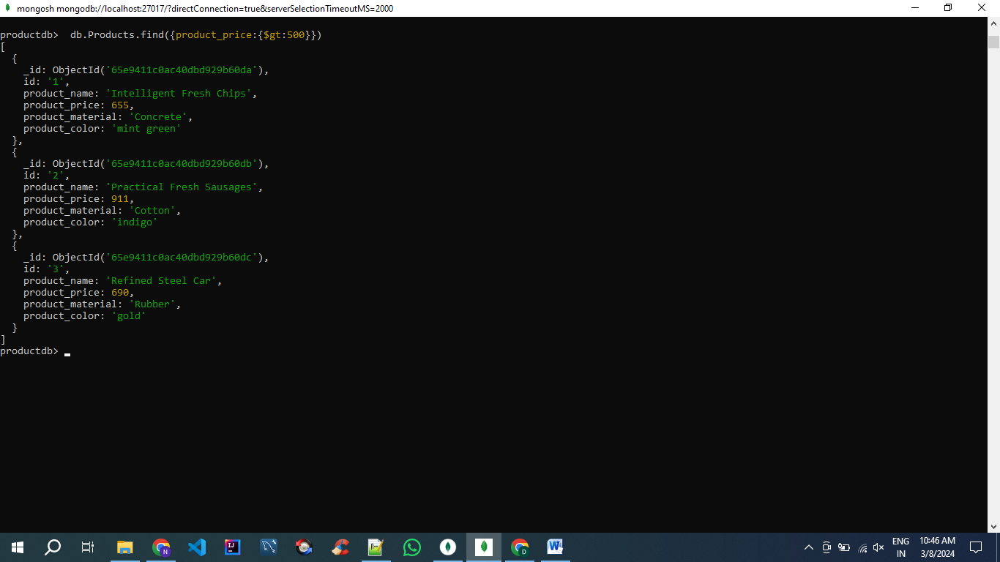 mongosh mongodb://localhost:27017/?directConnection=true&serverSelectionTimeoutMS=2000
productdb>  db.Products.find({product_price:{$gt:500}})
[
  {
    _id: ObjectId('65e9411c0ac40dbd929b60da'),
    id: '1',
    product_name: 'Intelligent Fresh Chips',
    product_price: 655,
    product_material: 'Concrete',
    product_color: 'mint green'
  },
  {
    _id: ObjectId('65e9411c0ac40dbd929b60db'),
    id: '2',
    product_name: 'Practical Fresh Sausages',
    product_price: 911,
    product_material: 'Cotton',
    product_color: 'indigo'
  },
  {
    _id: ObjectId('65e9411c0ac40dbd929b60dc'),
    id: '3',
    product_name: 'Refined Steel Car',
    product_price: 690,
    product_material: 'Rubber',
    product_color: 'gold'
  }
]
productdb>
ENG
IN
10:46 AM
3/8/2024